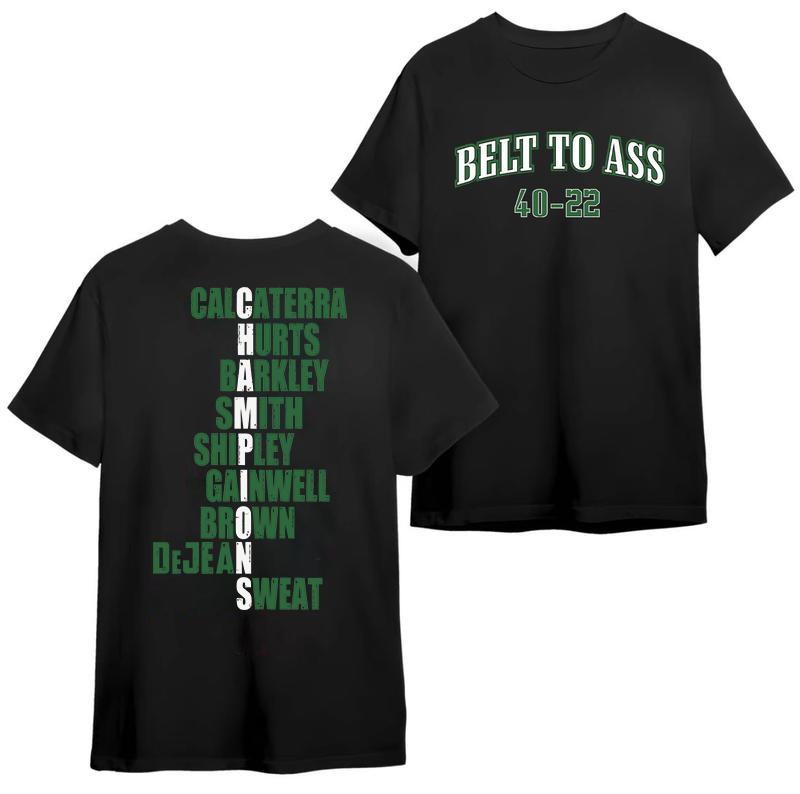 BELT TO ASS
40-22
CALCATERRA
HURTS
BARKLEY
SMITH
SHIPLEY
GAINWELL
BROWN
DeJEAN
SWEAT